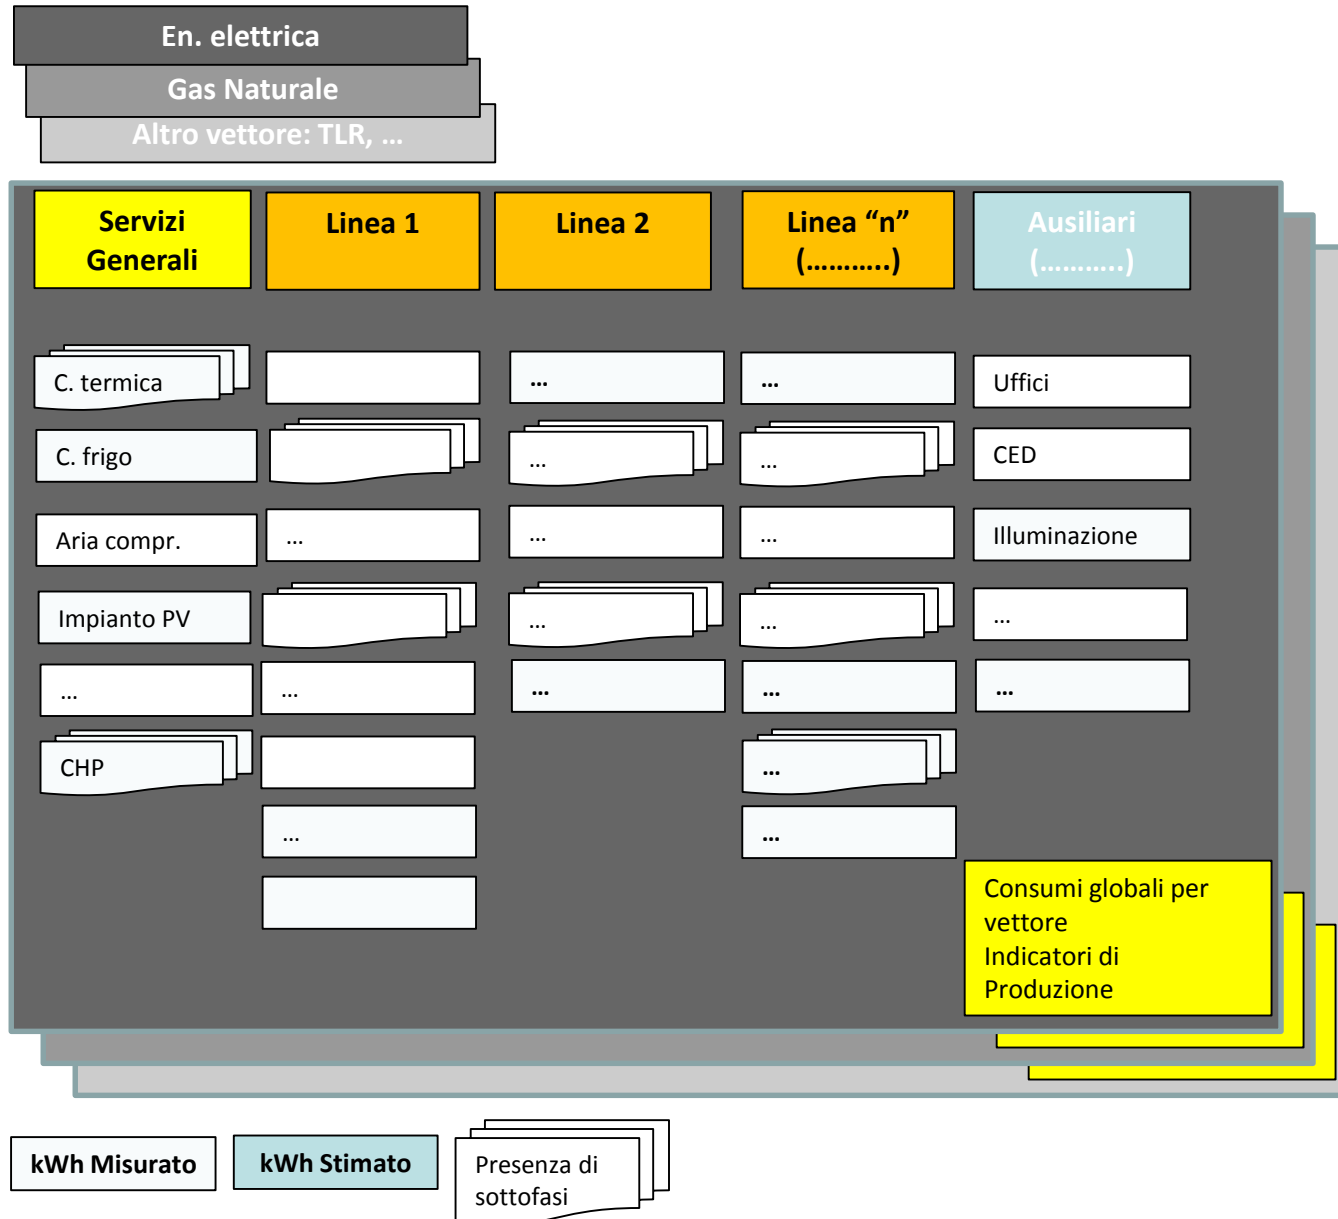 En. elettrica
Gas Naturale
Altro vettore: TLR, ...
Servizi
Generali
Linea 1
Linea 2
Linea “n”
(………..)
Ausiliari
(………..)
C. termica
...
...
Uffici
C. frigo
...
...
CED
Aria compr.
...
...
...
Illuminazione
Impianto PV
...
...
...
...
...
...
...
...
CHP
...
...
...
Consumi globali per
vettore
Indicatori di
Produzione
kWh Misurato
kWh Stimato
Presenza di
sottofasi